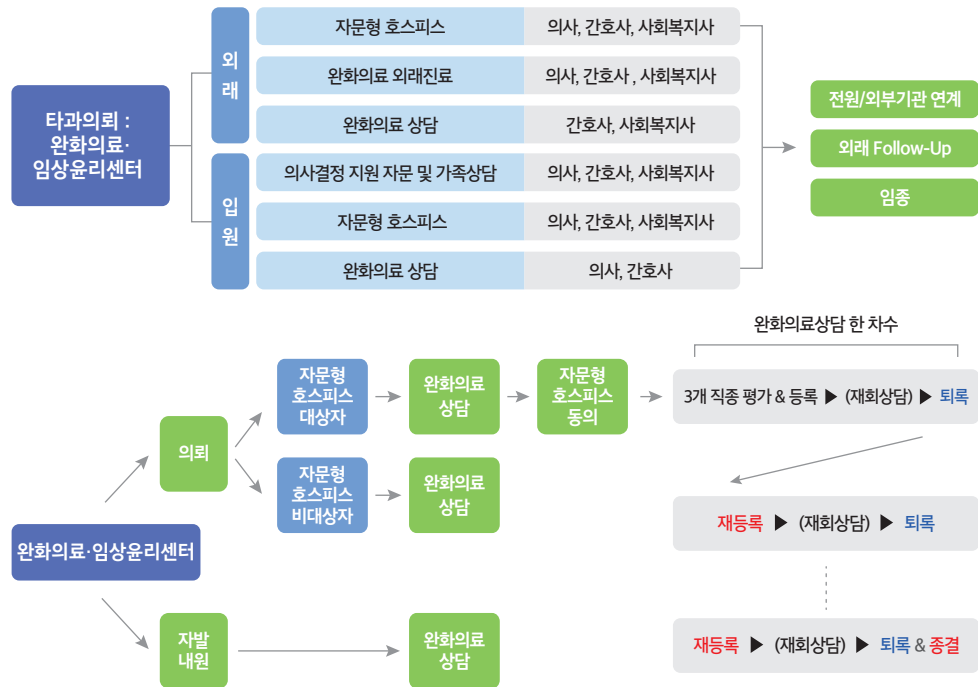 타과의뢰 :
완화의료·
임상윤리센터
외
래
자문형 호스피스 의사, 간호사, 사회복지사
완화의료 외래진료 의사, 간호사 , 사회복지사
완화의료 상담 간호사, 사회복지사
입
원
의사결정 지원 자문 및 가족상담 의사, 간호사, 사회복지사
자문형 호스피스 의사, 간호사, 사회복지사
완화의료 상담 의사, 간호사
전원/외부기관 연계
외래 Follow-Up
임종
완화의료·임상윤리센터
의뢰
자문형
호스피스
대상자
완화의료
상담
자문형
호스피스
동의
완화의료상담 한 차수
3개 직종 평가 & 등록 ▶ (재회상담) ▶ 퇴록
자문형
호스피스
비대상자
완화의료
상담
재등록 ▶ (재회상담) ▶ 퇴록
자발
내원
완화의료
상담
재등록 ▶ (재회상담) ▶ 퇴록 & 종결